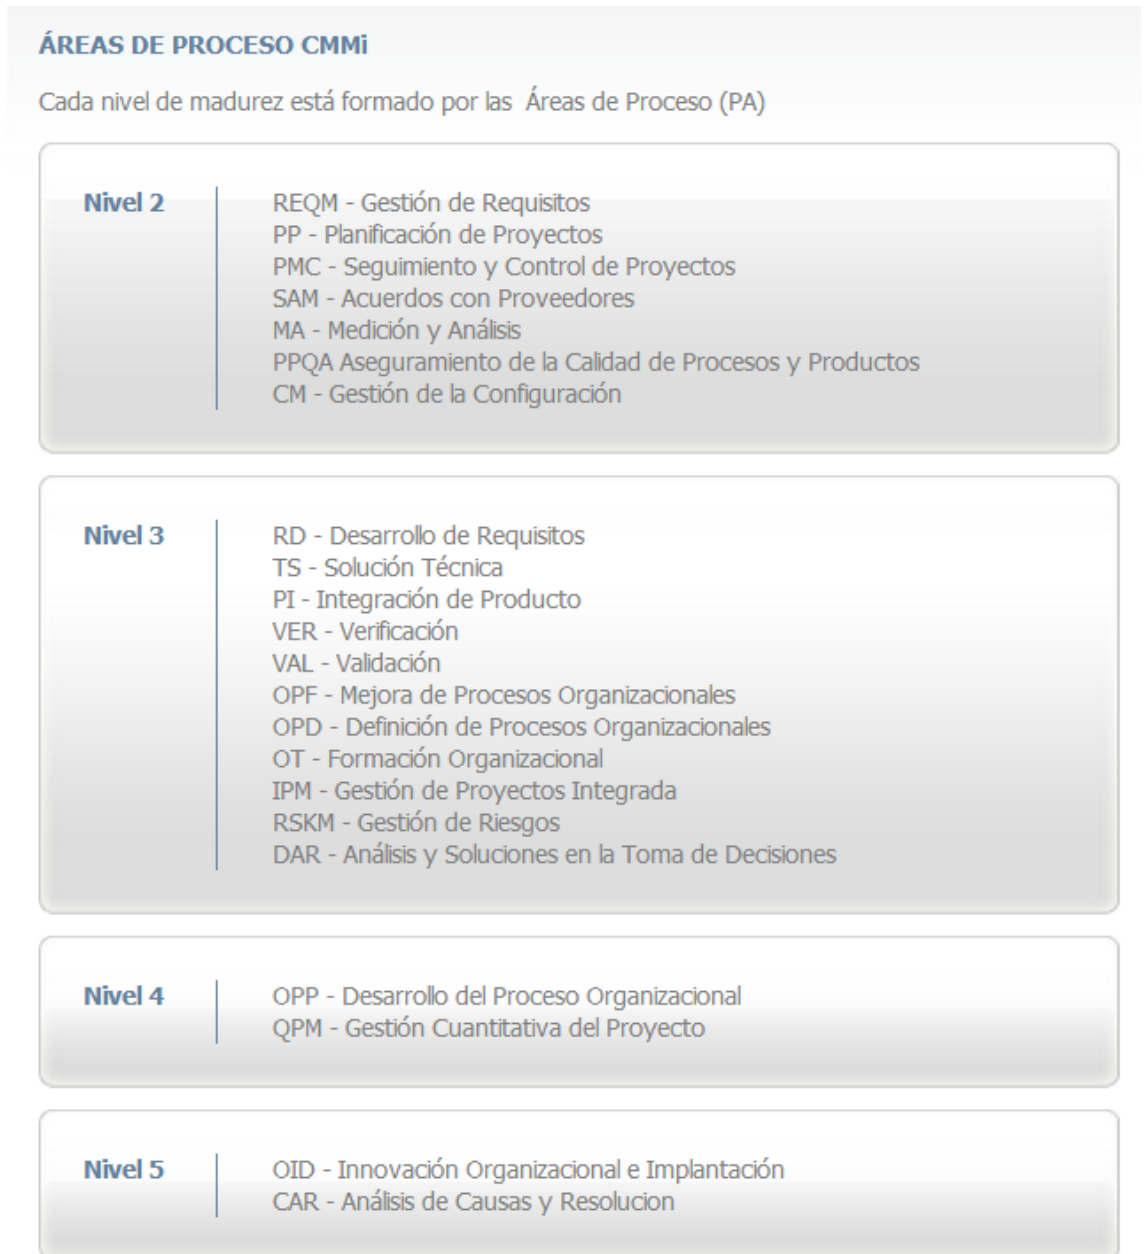 ÁREAS DE PROCESO CMMi
Cada nivel de madurez está formado por las Áreas de Proceso (PA)
Nivel 2
REQM - Gestión de Requisitos
PP - Planificación de Proyectos
PMC - Seguimiento y Control de Proyectos
SAM - Acuerdos con Proveedores
MA - Medición y Análisis
PPQA Aseguramiento de la Calidad de Procesos y Productos
CM - Gestión de la Configuración
Nivel 3
RD - Desarrollo de Requisitos
TS - Solución Técnica
PI - Integración de Producto
VER - Verificación
VAL - Validación
OPF - Mejora de Procesos Organizacionales
OPD - Definición de Procesos Organizacionales
OT - Formación Organizacional
IPM - Gestión de Proyectos Integrada
RSKM - Gestión de Riesgos
DAR - Análisis y Soluciones en la Toma de Decisiones
Nivel 4
OPP - Desarrollo del Proceso Organizacional
QPM - Gestión Cuantitativa del Proyecto
Nivel 5
OID - Innovación Organizacional e Implantación
CAR - Análisis de Causas y Resolucion